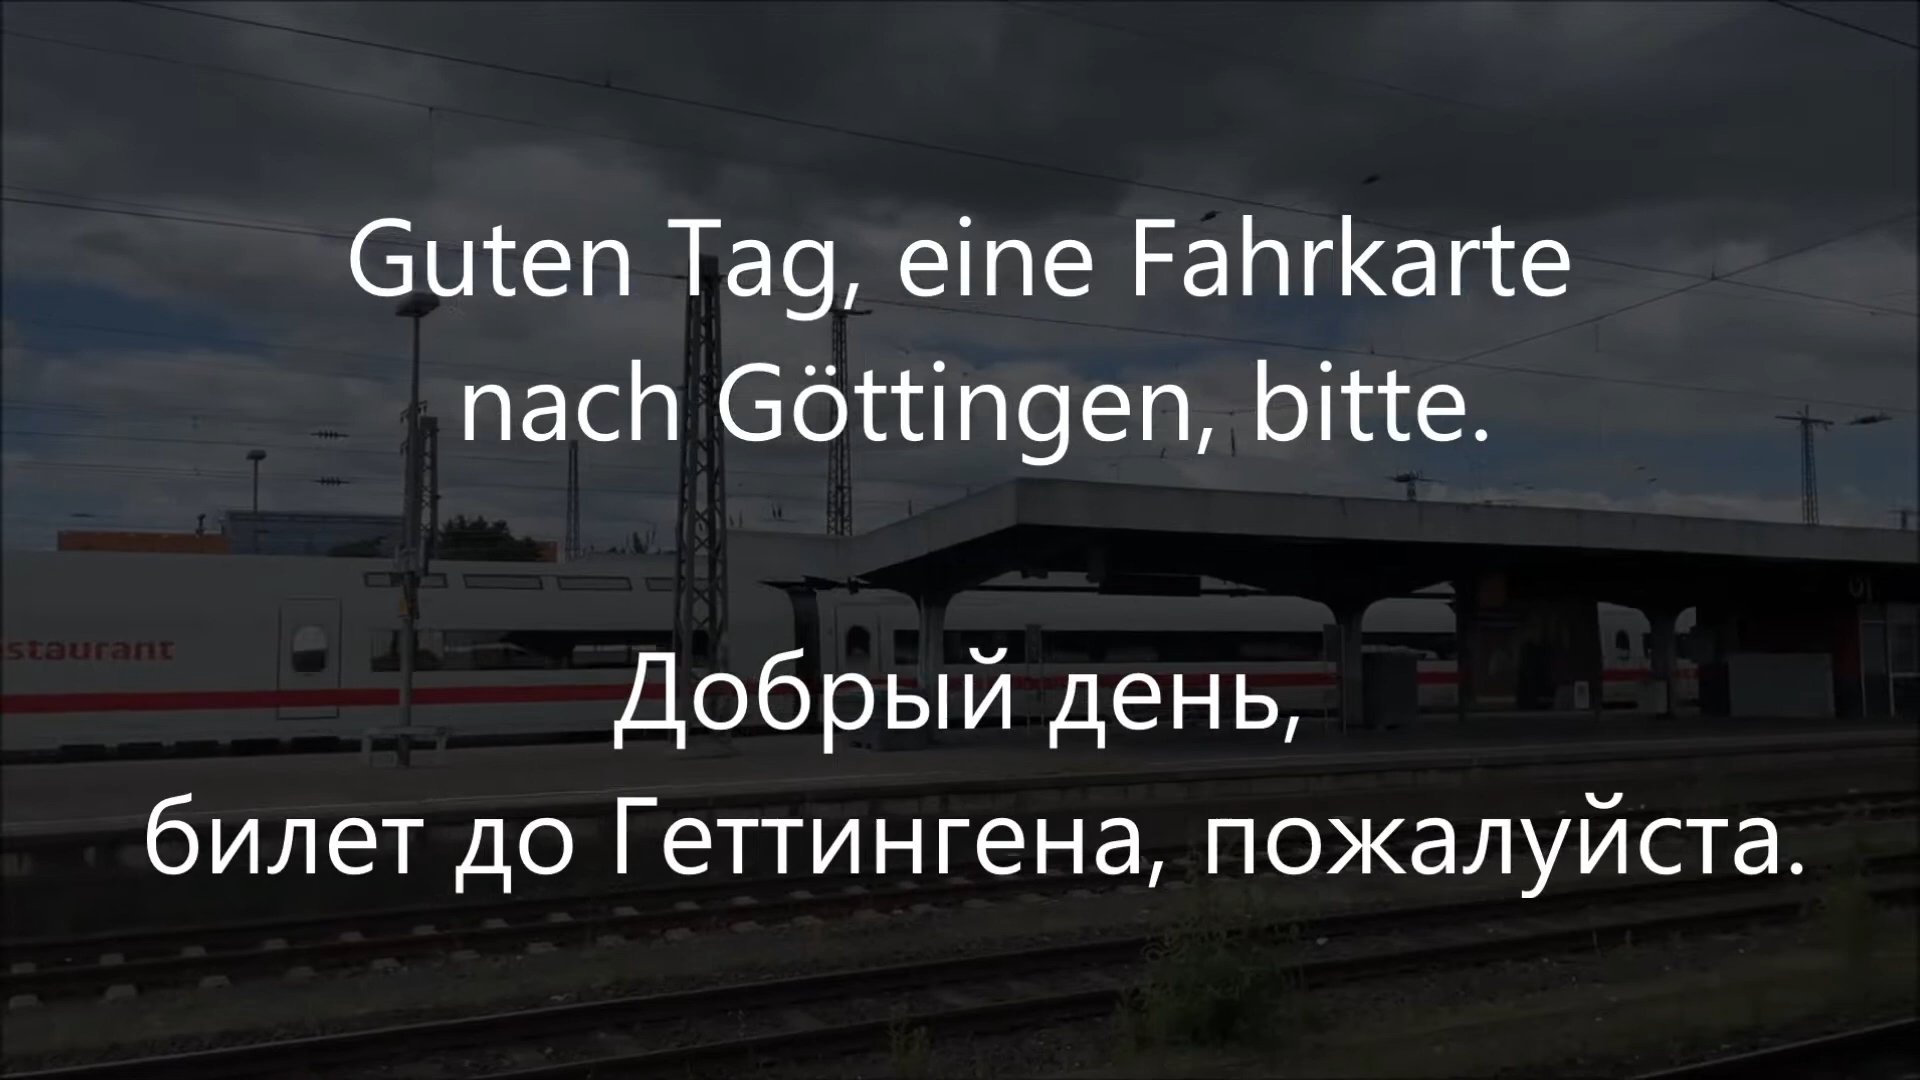 Guten Tag, eine Fahrkarte
nach Göttingen, bitte.
Добрый день,
билет до Геттингена, пожалуйста.
staurant